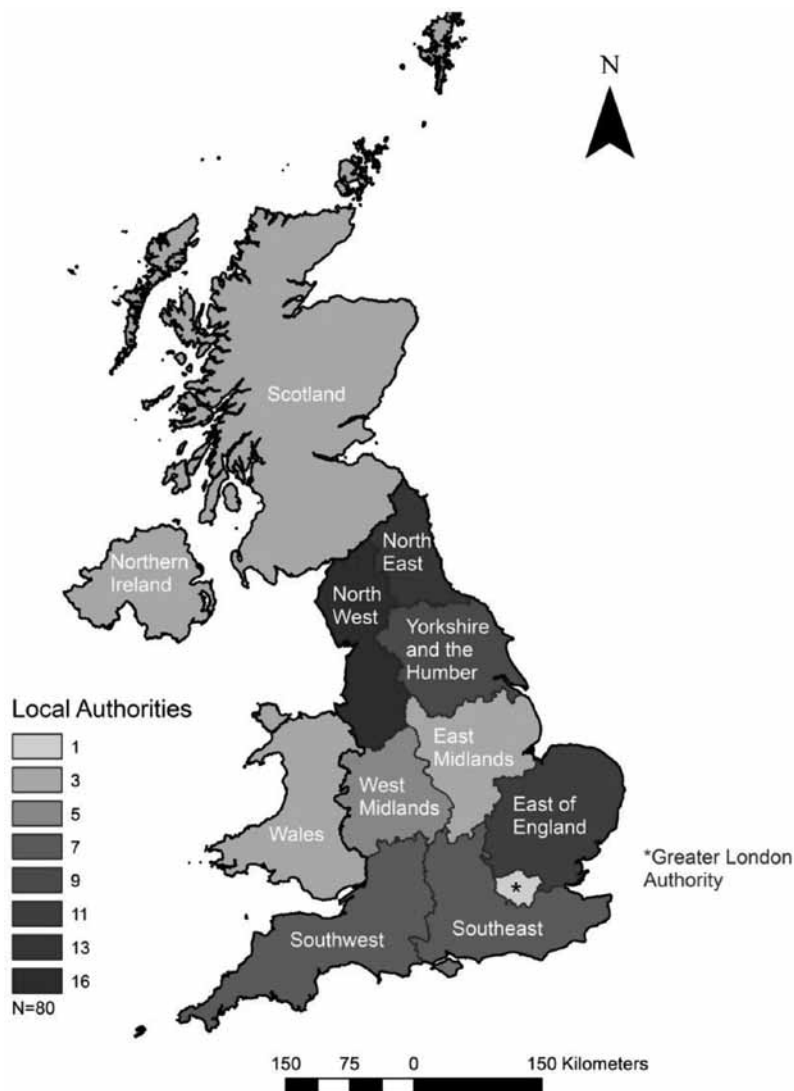 N
Scotland
Northern
Ireland
North
East
North
West
Yorkshire
and the
Humber
Local Authorities
1
3
5
7
9
11
13
16
N=80
East
Midlands
West
Midlands
Wales
East of
England
*Greater London
Authority
*
Southwest
Southeast
150 75 0 150 Kilometers